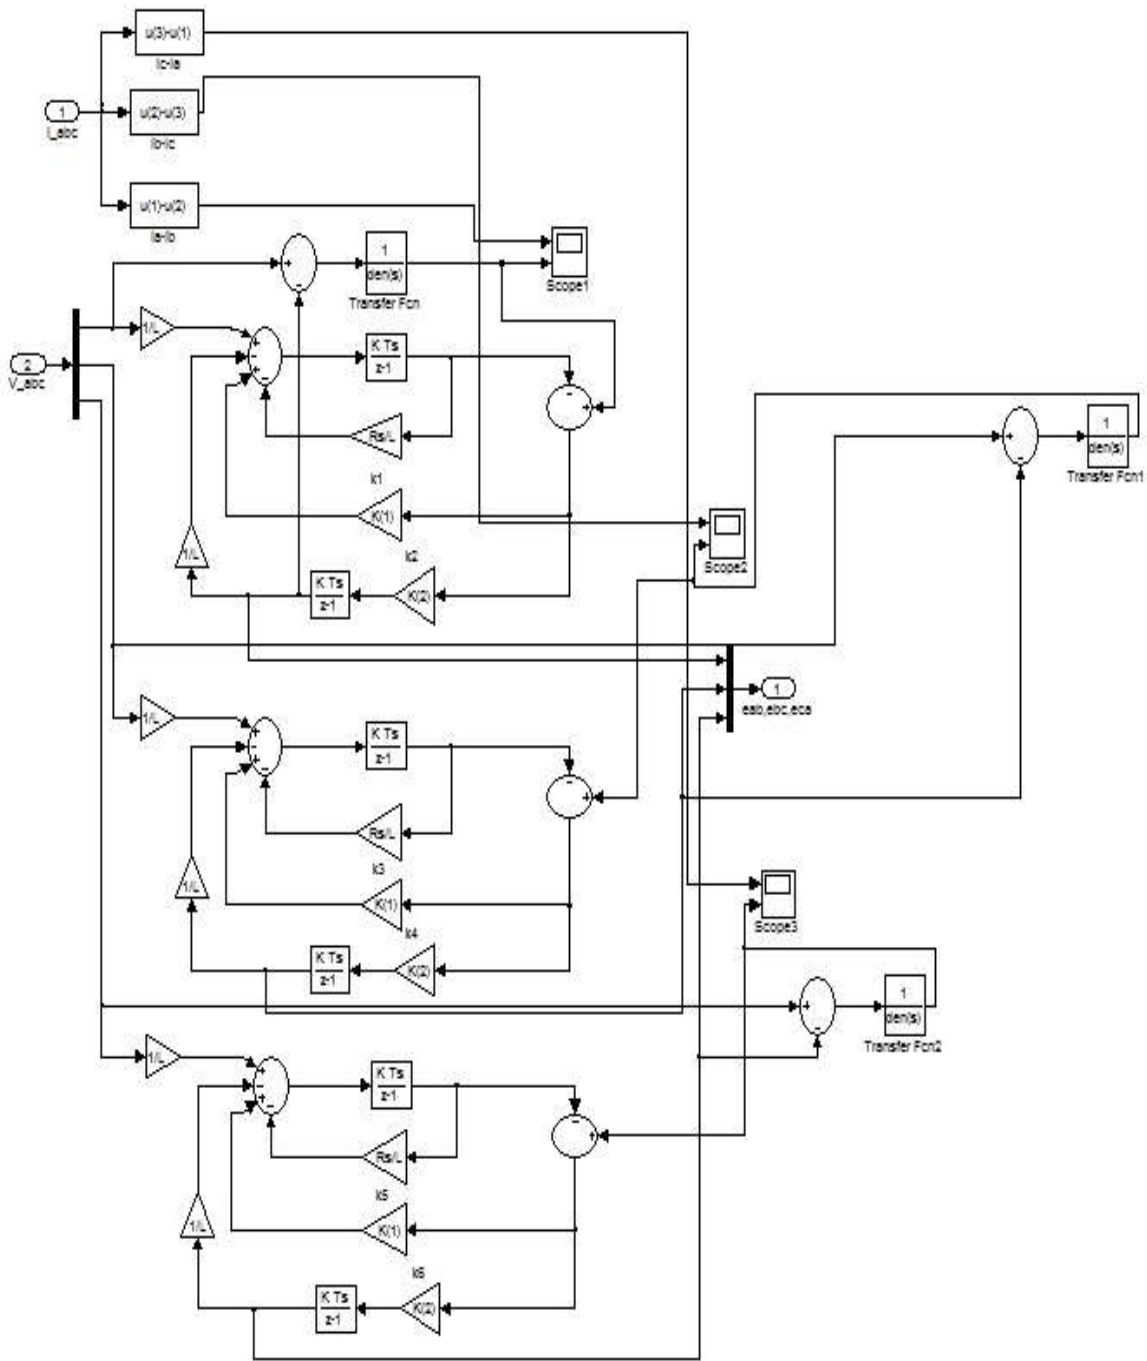 u(3)-u(1)
Ic-Ia
1
I_abc
u(2)-u(3)
Ib-Ic
u(1)-u(2)
Ia-Ib
+
-
1
den(s)
Transfer Fcn
Scope1
1/L
2
V_abc
+
-
+
-
K Ts
z-1
-
+
Rs/L
k1
K(1)
k2
1/L
K Ts
z-1
K(2)
Scope2
+
-
1
den(s)
Transfer Fcn1
1
eab,ebc,eca
1/L
+
-
+
-
K Ts
z-1
-
+
Rs/L
k3
K(1)
k4
1/L
K Ts
z-1
K(2)
Scope3
+
-
1
den(s)
Transfer Fcn2
1/L
+
-
+
-
K Ts
z-1
-
+
Rs/L
k5
K(1)
k6
1/L
K Ts
z-1
K(2)